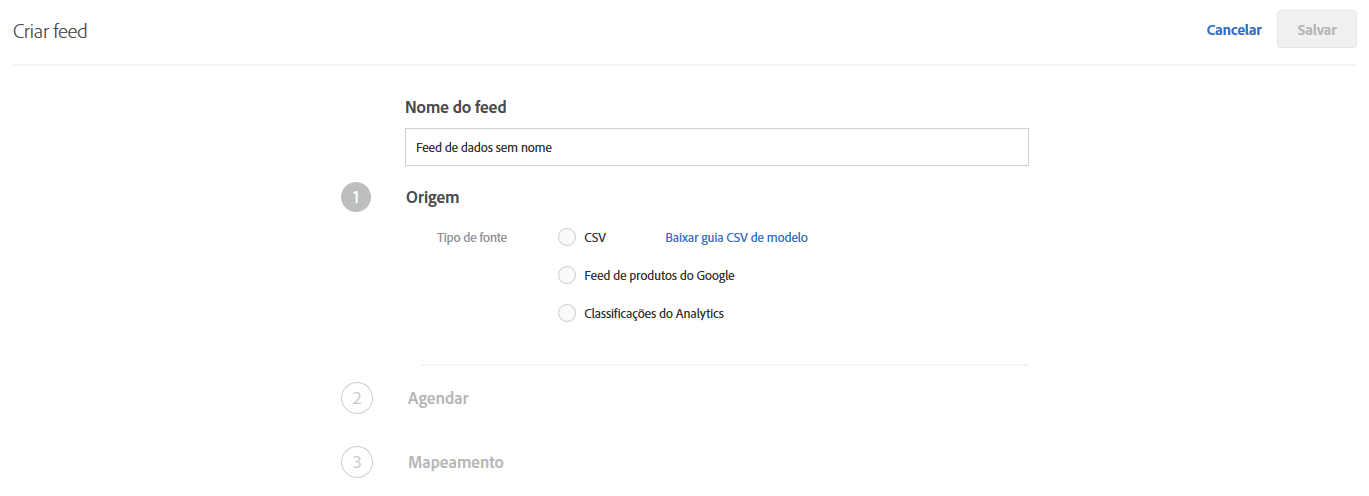 Criar feed
Cancelar
Salvar
Nome do feed
Feed de dados sem nome
1 Origem
Tipo de fonte
CSV
Baixar guia CSV de modelo
Feed de produtos do Google
Classificações do Analytics
2 Agendar
3 Mapeamento